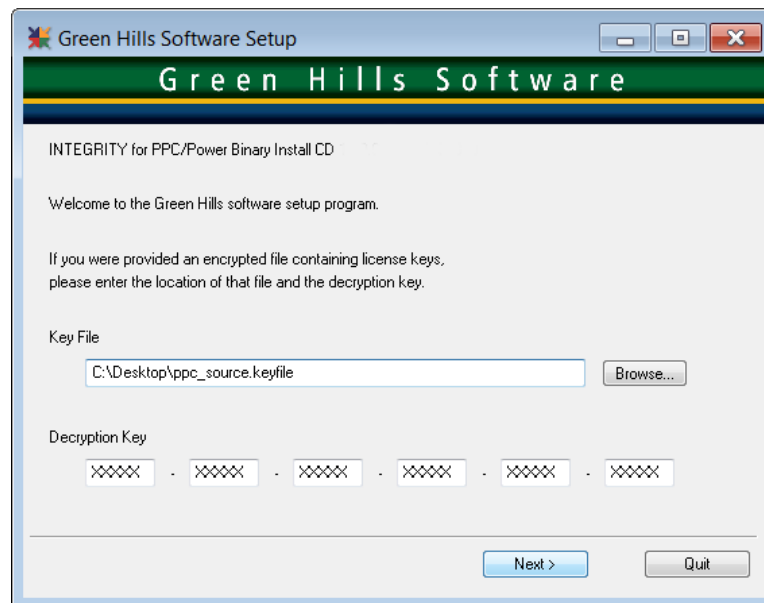 Green Hills Software Setup
Green Hills Software
INTEGRITY for PPC/Power Binary Install CD
Welcome to the Green Hills software setup program.
If you were provided an encrypted file containing license keys,
please enter the location of that file and the decryption key.
Key File
C:\Desktop\ppc_source.keyfile
Browse...
Decryption Key
XXXXX - XXXXX - XXXXX - XXXXX - XXXXX - XXXXX
Next > Quit